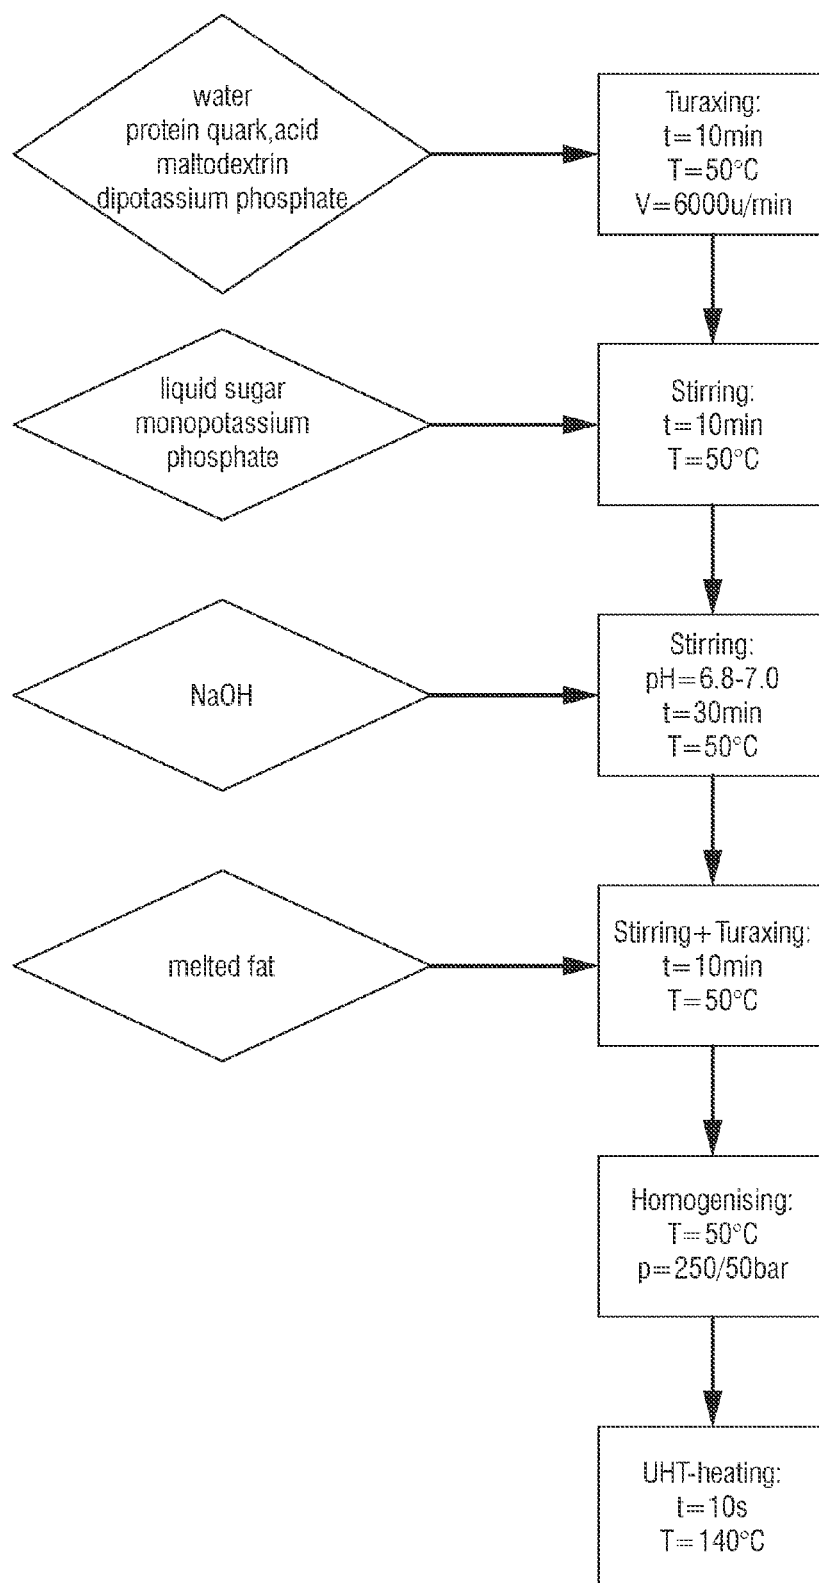 water
protein quark,acid
maltodextrin
dipotassium phosphate
Turaxing:
t=10min
T=50°C
V=6000u/min
liquid sugar
monopotassium
phosphate
Stirring:
t=10min
T=50°C
NaOH
Stirring:
pH=6.8-7.0
t=30min
T=50°C
melted fat
Stirring+Turaxing:
t=10min
T=50°C
Homogenising:
T=50°C
p=250/50bar
UHT-heating:
t=10s
T=140°C